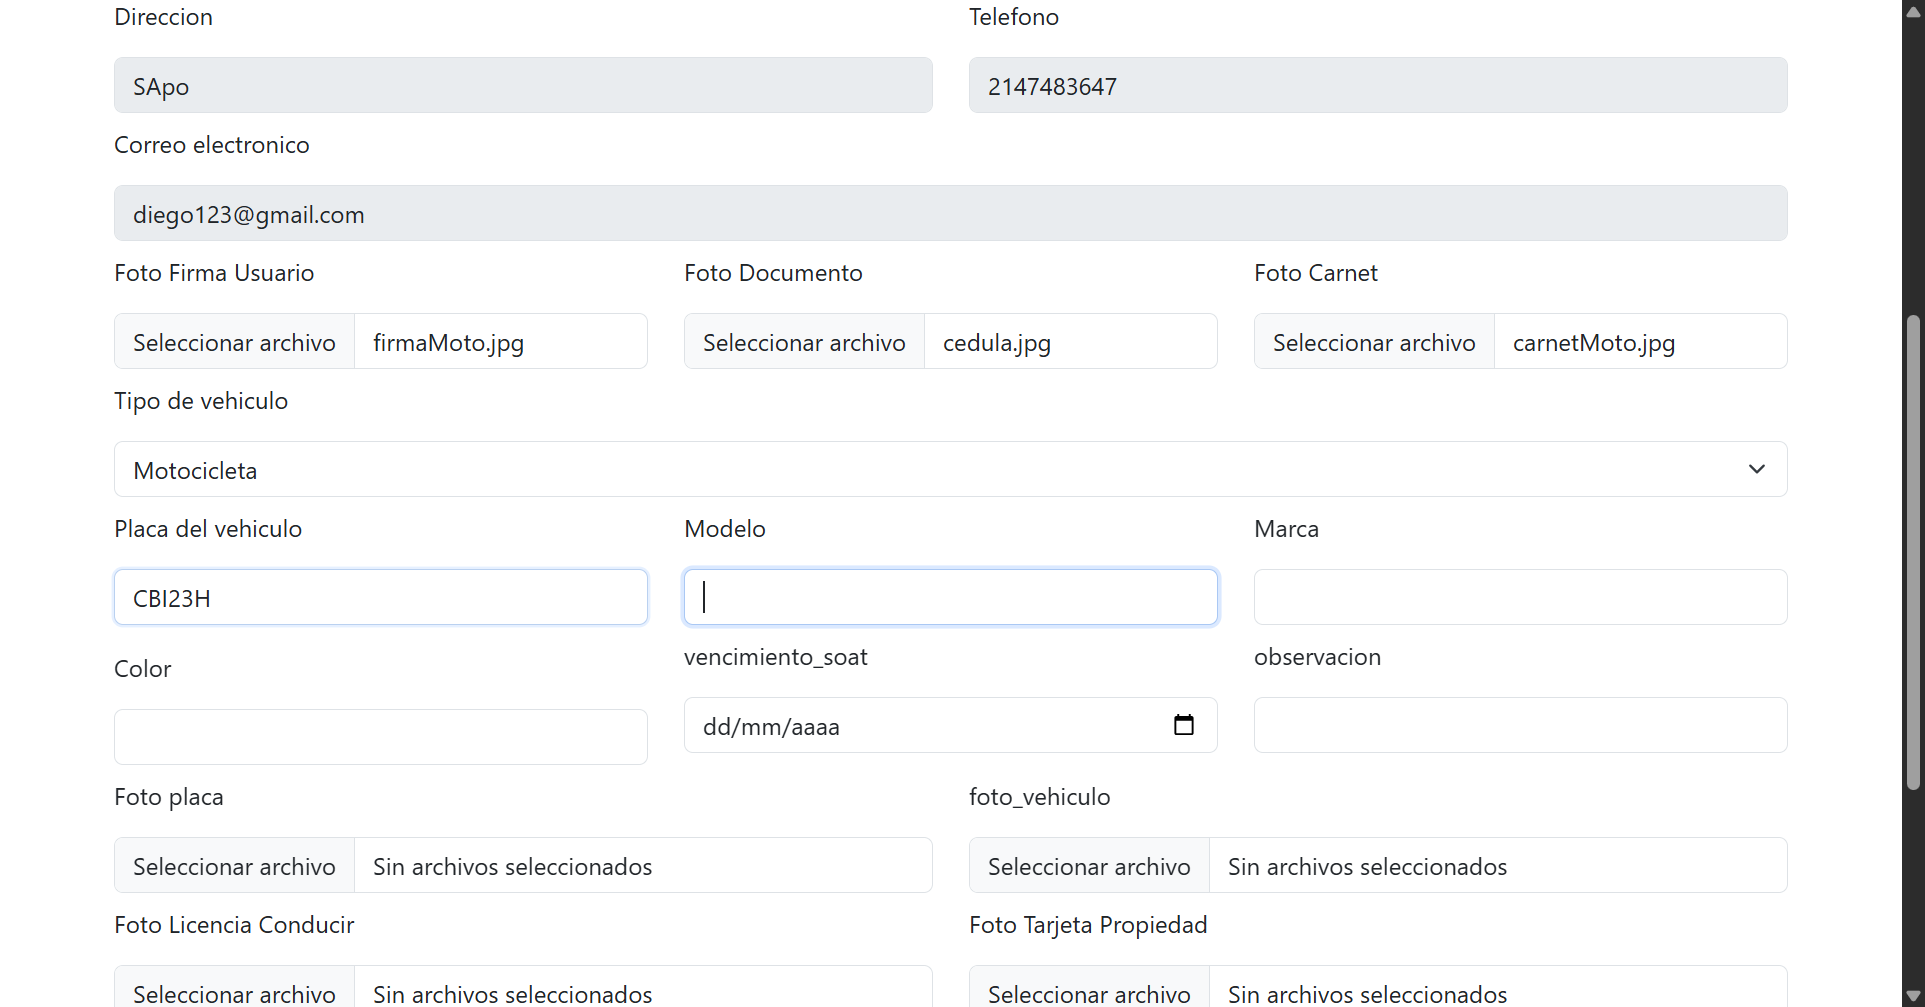 Direccion
Telefono
SApo
2147483647
Correo electronico
diego123@gmail.com
Foto Firma Usuario
Foto Documento
Foto Carnet
Seleccionar archivo firmaMoto.jpg
Seleccionar archivo cedula.jpg
Seleccionar archivo carnetMoto.jpg
Tipo de vehiculo
Motocicleta
Placa del vehiculo
Modelo
Marca
CBI23H
Color
vencimiento_soat
observacion
dd/mm/aaaa
Foto placa
foto_vehiculo
Seleccionar archivo Sin archivos seleccionados
Seleccionar archivo Sin archivos seleccionados
Foto Licencia Conducir
Foto Tarjeta Propiedad
Seleccionar archivo Sin archivos seleccionados
Seleccionar archivo Sin archivos seleccionados